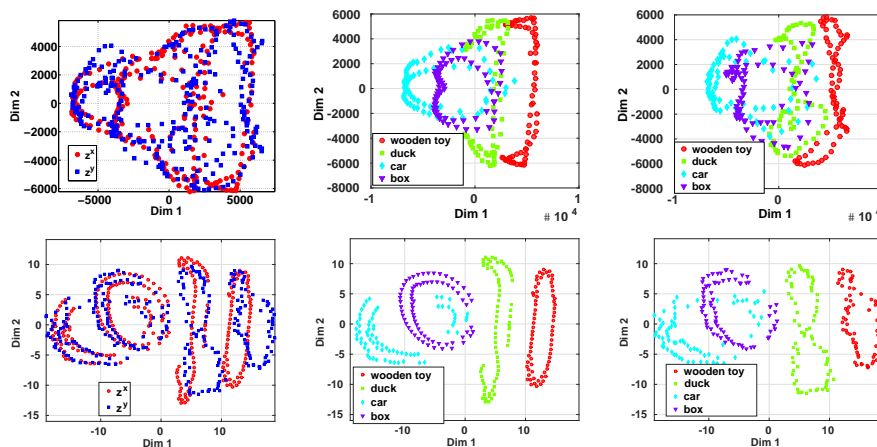 6000
4000
2000
0
-2000
-4000
-6000
Dim 2
z^x
z^y
-5000 0 5000
Dim 1
6000
4000
2000
0
-2000
-4000
-6000
-8000
Dim 2
wooden toy
duck
car
box
-1 0 1
Dim 1
# 10^4
6000
4000
2000
0
-2000
-4000
-6000
-8000
Dim 2
wooden toy
duck
car
box
-1 0
Dim 1
10
5
0
-5
-10
-15
Dim 2
z^x
z^y
-10 0 10
Dim 1
10
5
0
-5
-10
-15
Dim 2
wooden toy
duck
car
box
-10 0 10
Dim 1
10
5
0
-5
-10
-15
Dim 2
wooden toy
duck
car
box
-10 0 10
Dim 1